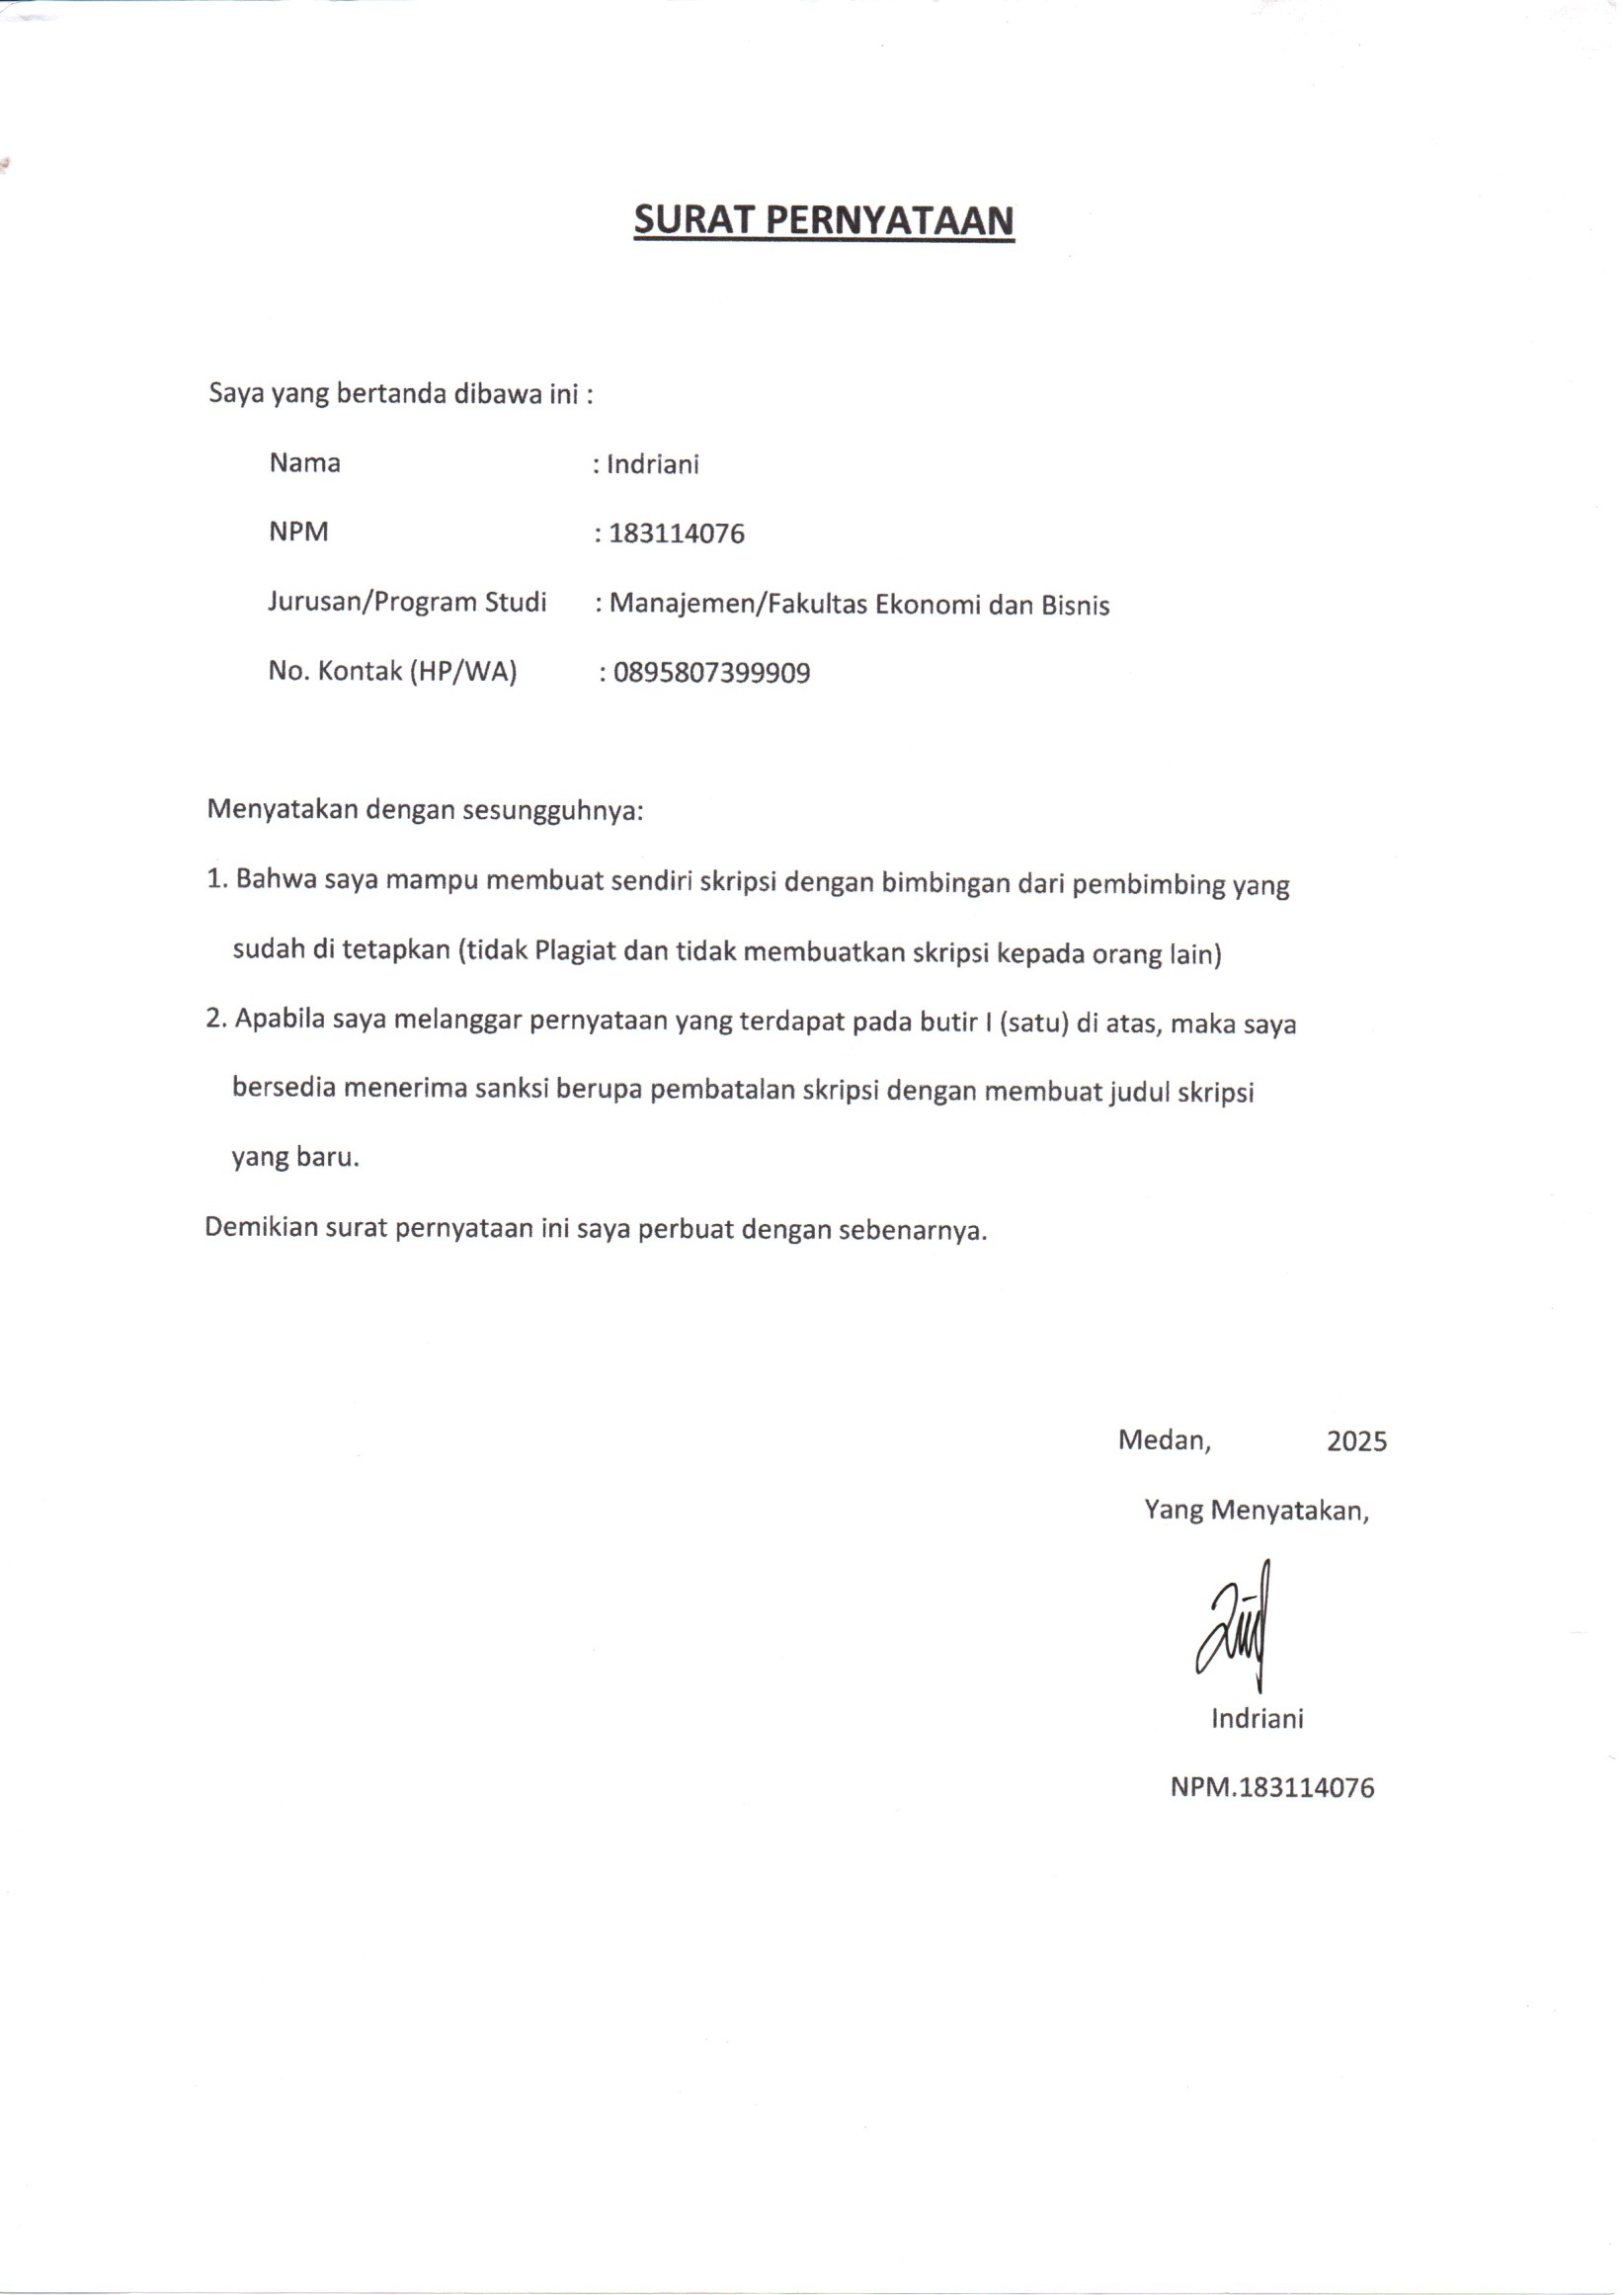 SURAT PERNYATAAN
Saya yang bertanda dibawa ini :
Nama : Indriani
NPM : 183114076
Jurusan/Program Studi : Manajemen/Fakultas Ekonomi dan Bisnis
No. Kontak (HP/WA) : 0895807399909
Menyatakan dengan sesungguhnya:
1. Bahwa saya mampu membuat sendiri skripsi dengan bimbingan dari pembimbing yang
sudah di tetapkan (tidak Plagiat dan tidak membuatkan skripsi kepada orang lain)
2. Apabila saya melanggar pernyataan yang terdapat pada butir I (satu) di atas, maka saya
bersedia menerima sanksi berupa pembatalan skripsi dengan membuat judul skripsi
yang baru.
Demikian surat pernyataan ini saya perbuat dengan sebenarnya.
Medan, 2025
Yang Menyatakan,
Indriani
NPM.183114076